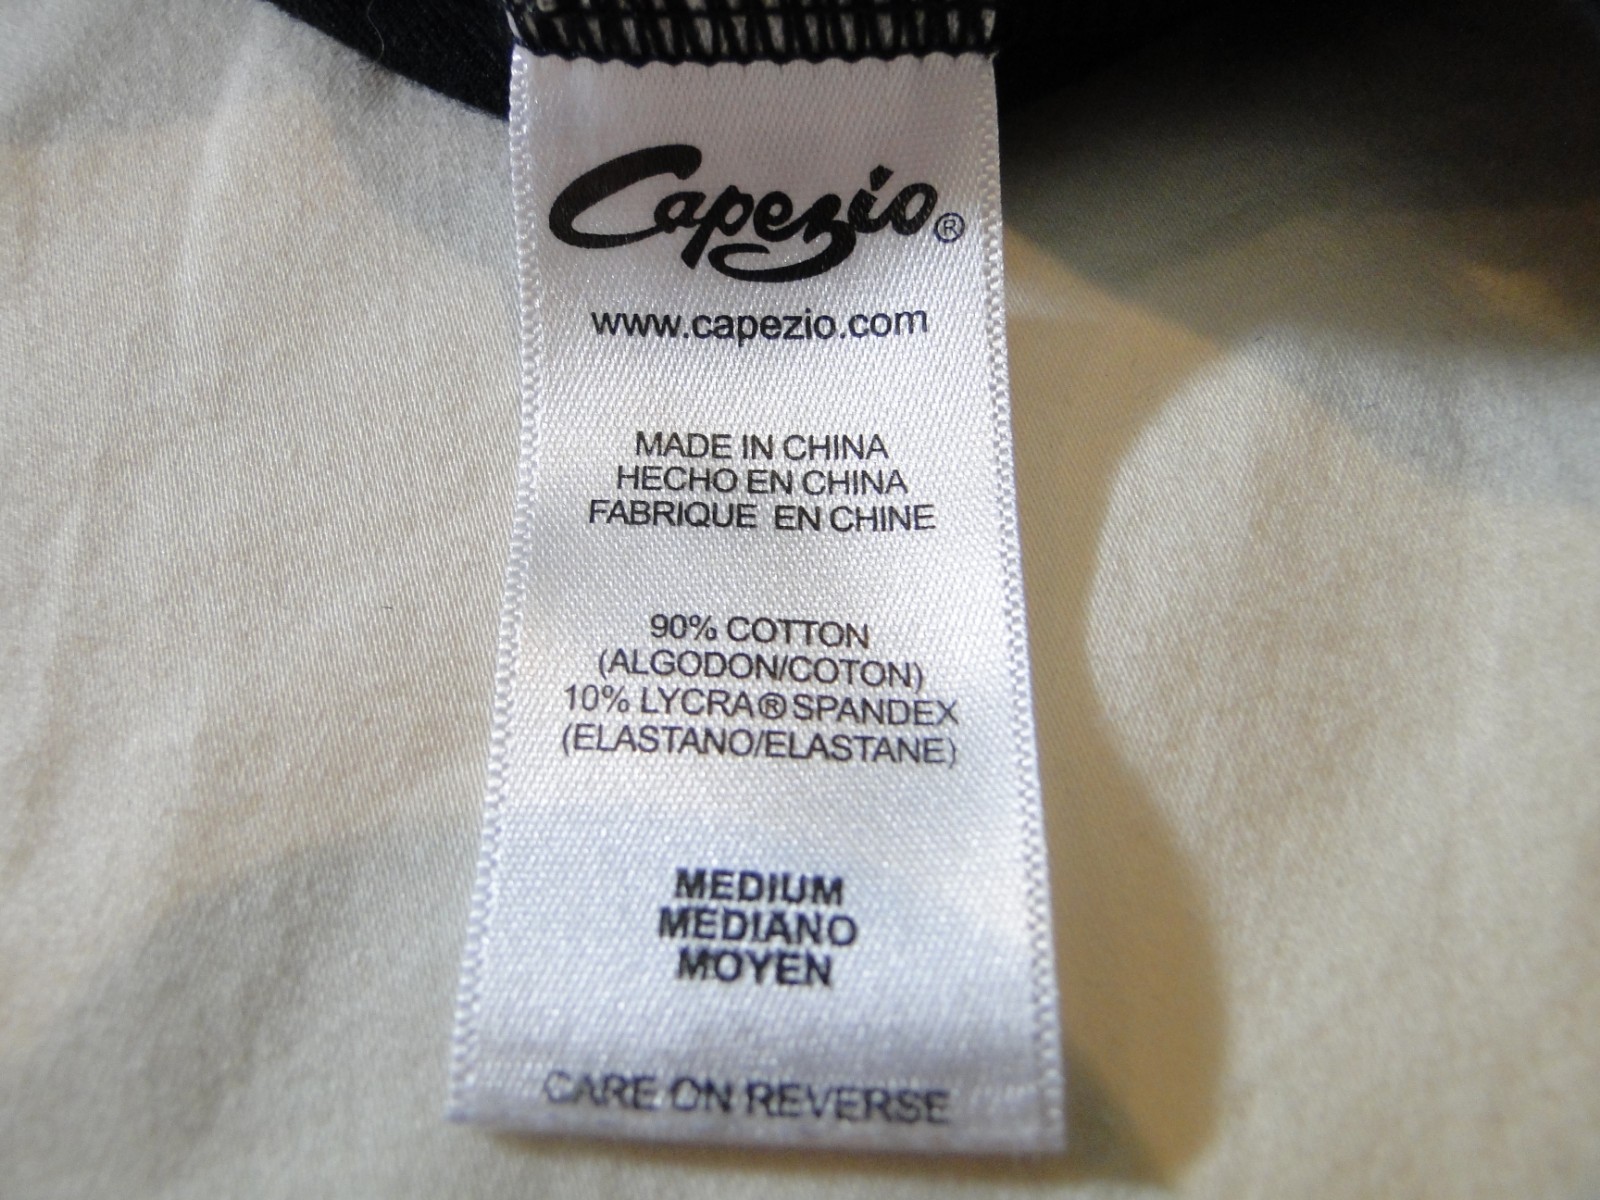 Capezio®
www.capezio.com
MADE IN CHINA
HECHO EN CHINA
FABRIQUE EN CHINE
90% COTTON
(ALGODON/COTON)
10% LYCRA® SPANDEX
(ELASTANO/ELASTANE)
MEDIUM
MEDIANO
MOYEN
CARE ON REVERSE